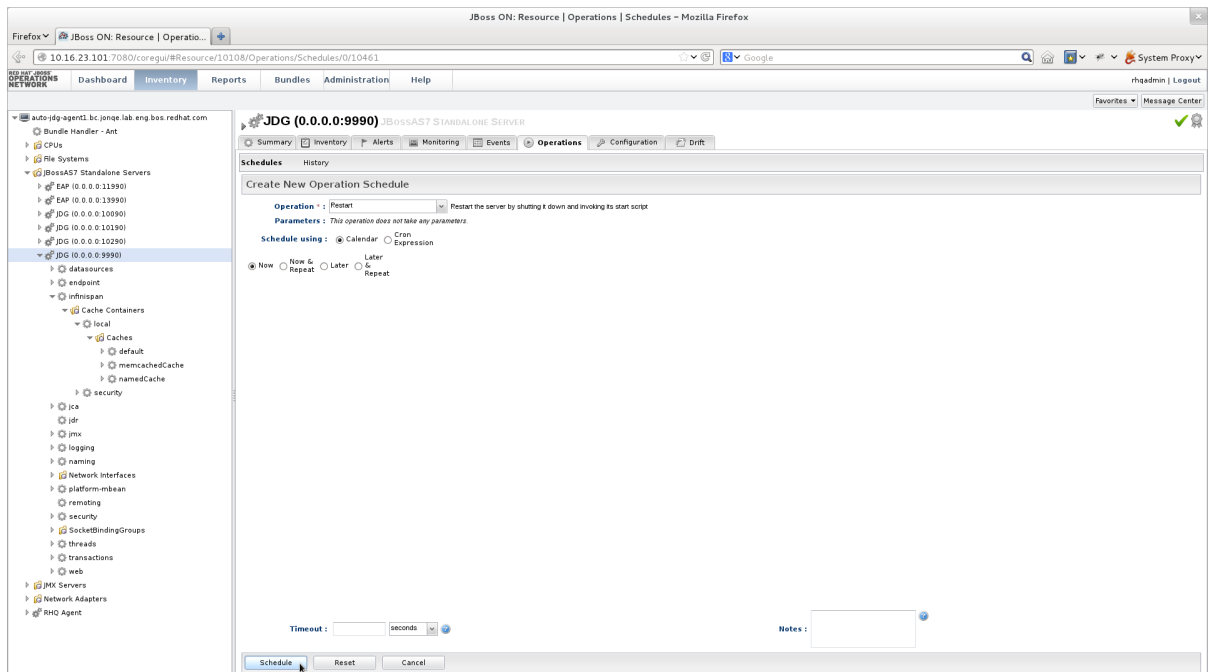 JBoss ON: Resource | Operations | Schedules - Mozilla Firefox
Firefox
JBoss ON: Resource | Operatio...
10.16.23.101:7080/coregui/#Resource/10108/Operations/Schedules/0/10461
Google
System Proxy
RED HAT JBOSS OPERATIONS NETWORK
Dashboard Inventory Reports Bundles Administration Help
rhqadmin | Logout
Favorites Message Center
auto-jdg-agent1.bc.jonqe.lab.eng.bos.redhat.com
Bundle Handler - Ant
CPUs
File Systems
JBossAS7 Standalone Servers
EAP (0.0.0.0:11990)
EAP (0.0.0.0:13990)
JDG (0.0.0.0:10090)
JDG (0.0.0.0:10190)
JDG (0.0.0.0:10290)
JDG (0.0.0.0:9990)
datasources
endpoint
infinispan
Cache Containers
local
Caches
default
memcachedCache
namedCache
security
jca
jdr
jmx
logging
naming
Network Interfaces
platform-mbean
remoting
security
SocketBindingGroups
threads
transactions
web
JMX Servers
Network Adapters
RHQ Agent
JDG (0.0.0.0:9990) JBossAS7 Standalone Server
Summary Inventory Alerts Monitoring Events Operations Configuration Drift
Schedules History
Create New Operation Schedule
Operation * : Restart Restart the server by shutting it down and invoking its start script
Parameters : This operation does not take any parameters.
Schedule using : Calendar Cron Expression
Now Now & Repeat Later Later & Repeat
Timeout : seconds Notes :
Schedule Reset Cancel